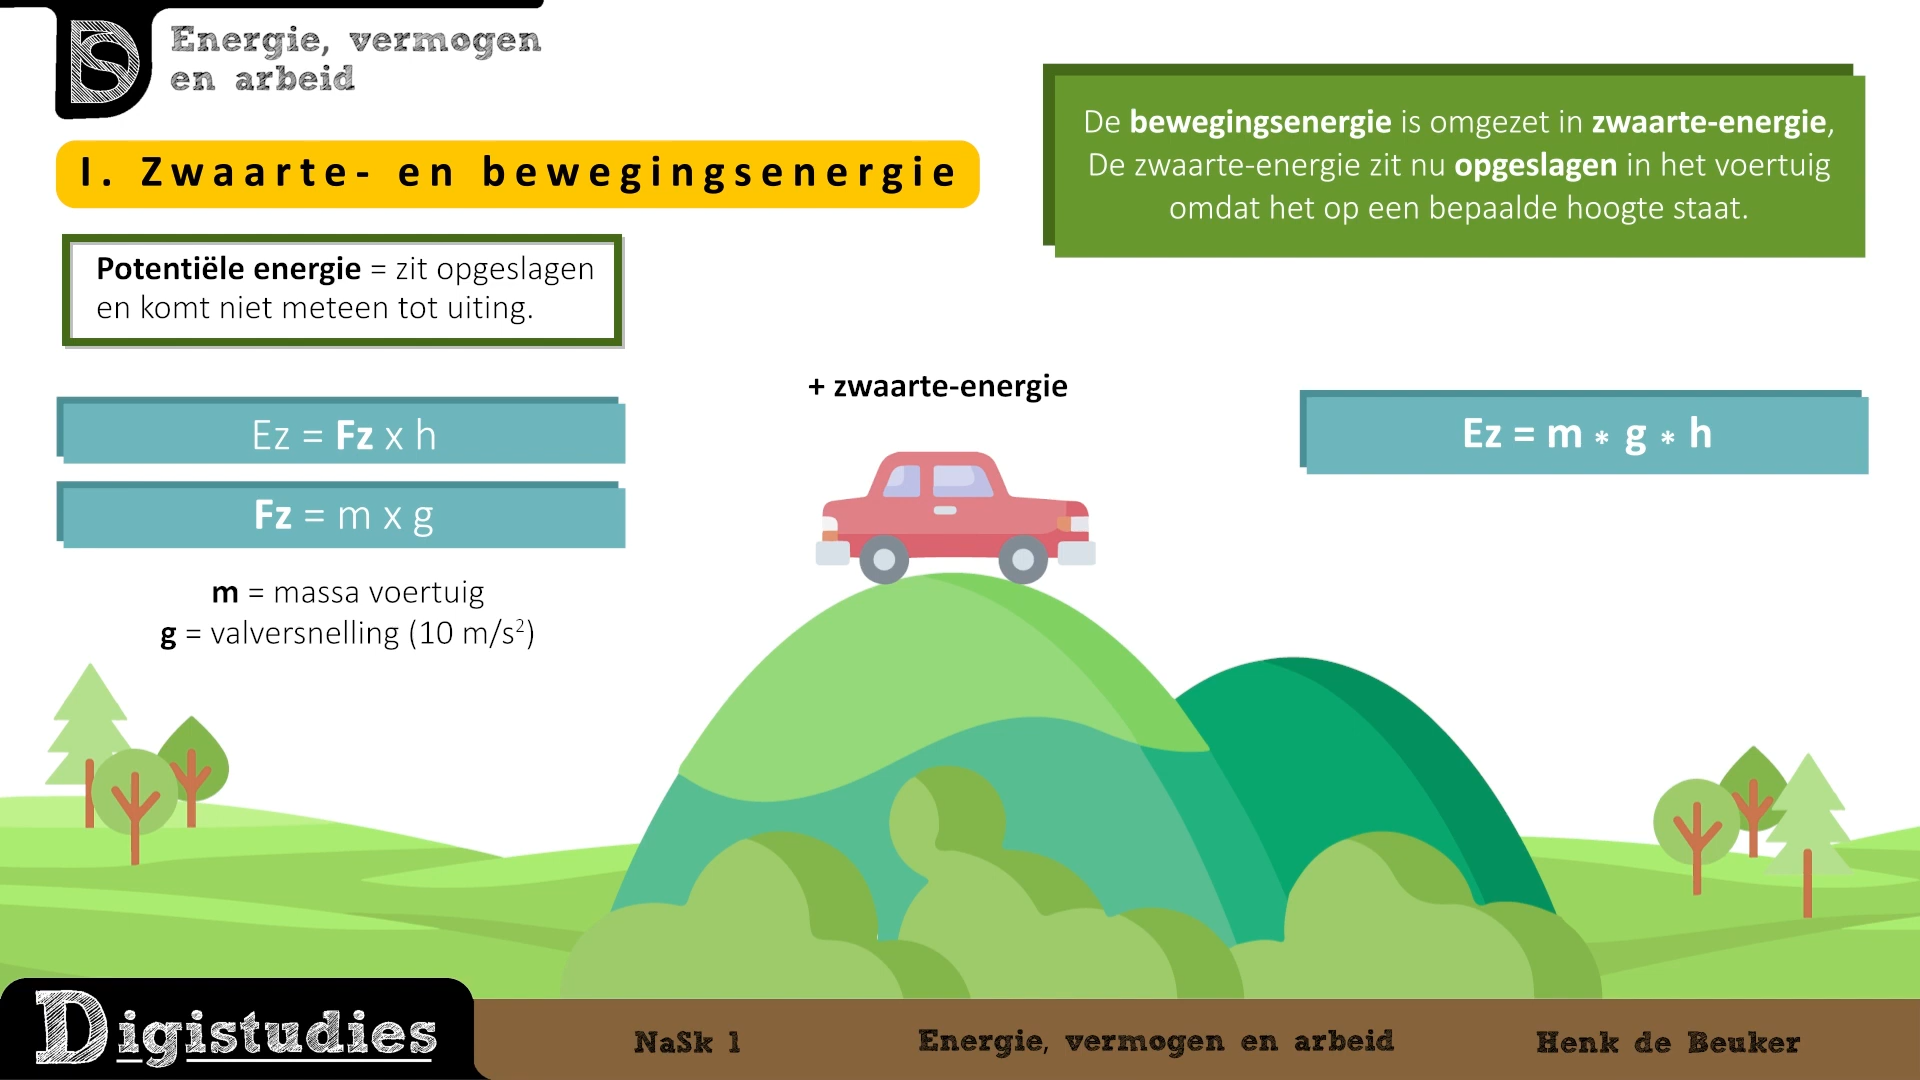 DS
Energie, vermogen
en arbeid
I. Zwaarte- en bewegingsenergie
De bewegingsenergie is omgezet in zwaarte-energie,
De zwaarte-energie zit nu opgeslagen in het voertuig
omdat het op een bepaalde hoogte staat.
Potentiële energie = zit opgeslagen
en komt niet meteen tot uiting.
Ez = Fz x h
Fz = m x g
m = massa voertuig
g = valversnelling (10 m/s²)
+ zwaarte-energie
Ez = m * g * h
Digistudies
NaSk 1
Energie, vermogen en arbeid
Henk de Beuker